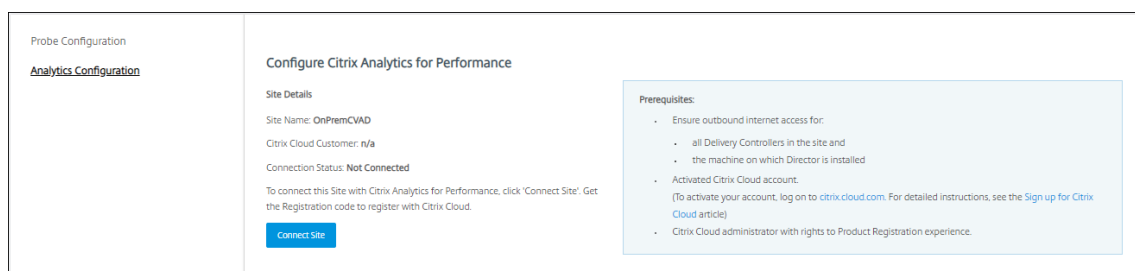 Probe Configuration
Analytics Configuration
Configure Citrix Analytics for Performance
Site Details
Site Name: OnPremCVAD
Citrix Cloud Customer: n/a
Connection Status: Not Connected
To connect this Site with Citrix Analytics for Performance, click 'Connect Site'. Get
the Registration code to register with Citrix Cloud.
Connect Site
Prerequisites:
• Ensure outbound internet access for:
• all Delivery Controllers in the site and
• the machine on which Director is installed
• Activated Citrix Cloud account.
(To activate your account, log on to citrix.cloud.com. For detailed instructions, see the Sign up for Citrix
Cloud article)
• Citrix Cloud administrator with rights to Product Registration experience.